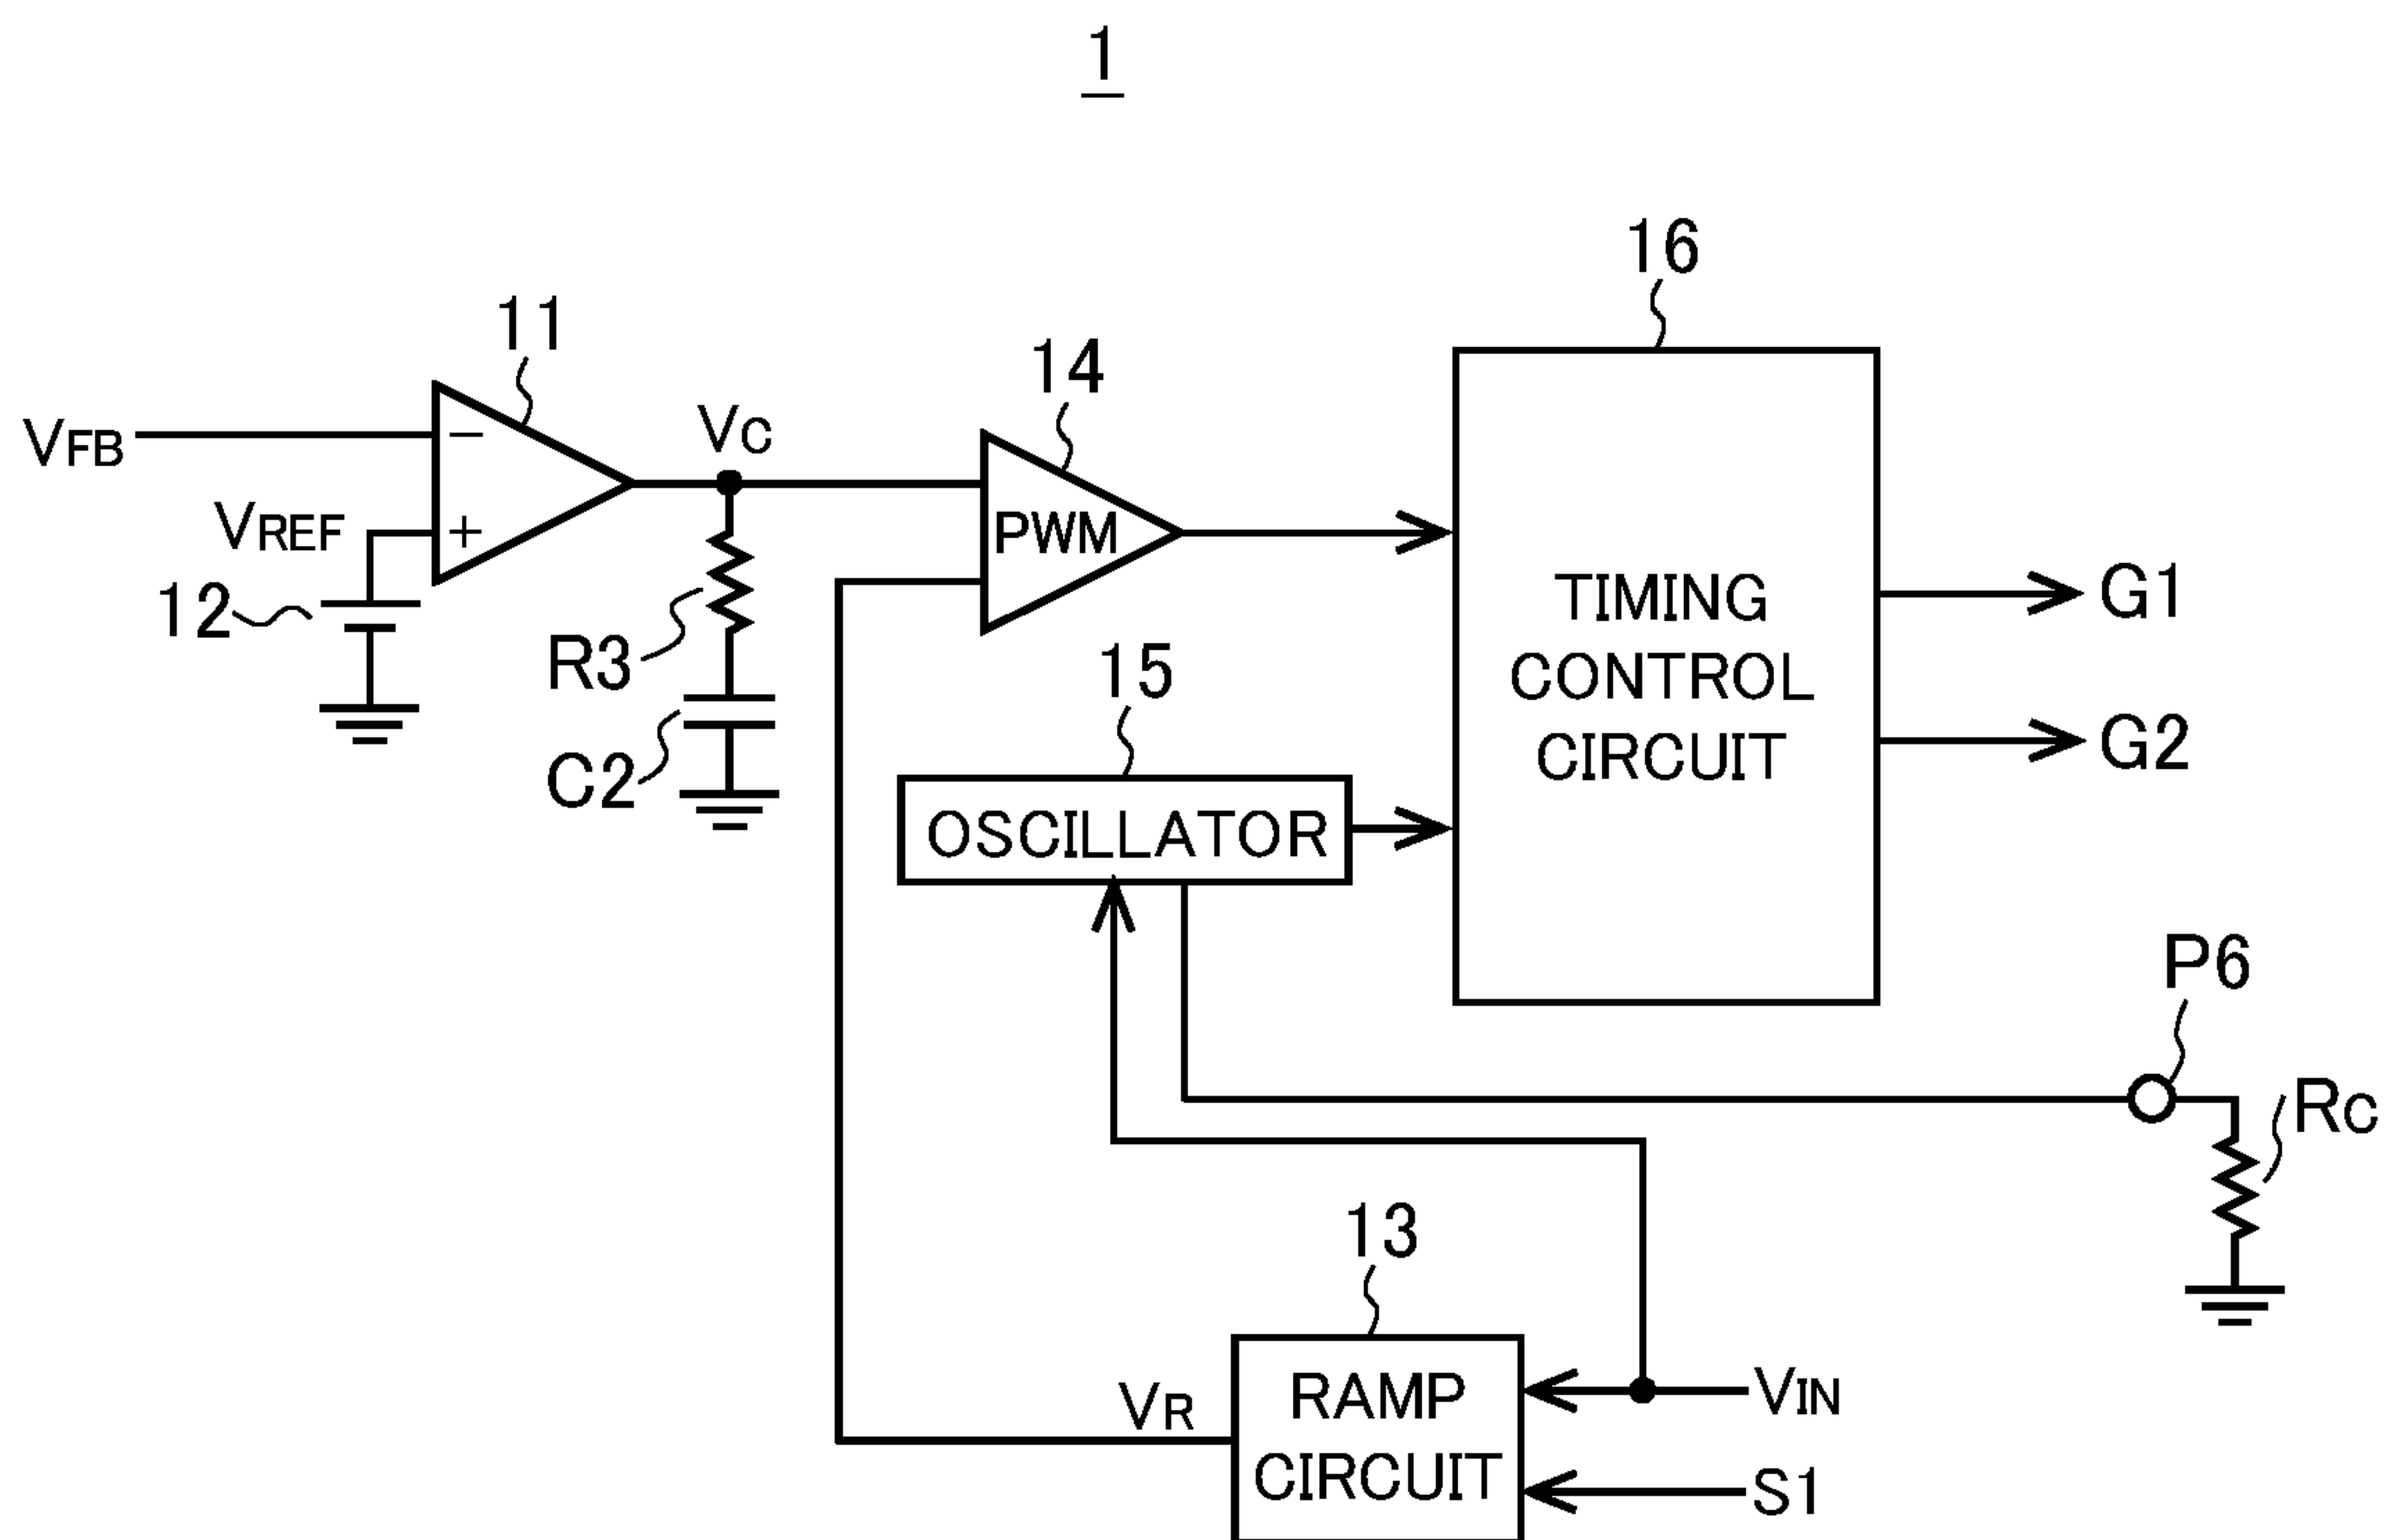 1
16
11
14
VC
VFB
−
PWM
VREF
+
12
TIMING
CONTROL
CIRCUIT
G1
R3
15
G2
C2
OSCILLATOR
P6
RC
13
VR
RAMP
CIRCUIT
VIN
S1